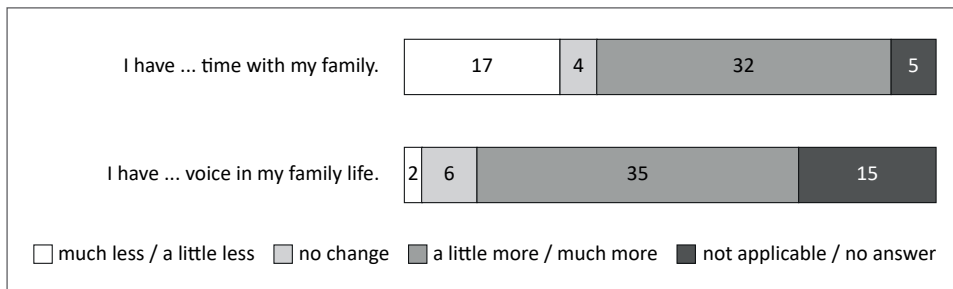 I have ... time with my family.
17 4 32 5
I have ... voice in my family life.
2 6 35 15
much less / a little less no change a little more / much more not applicable / no answer